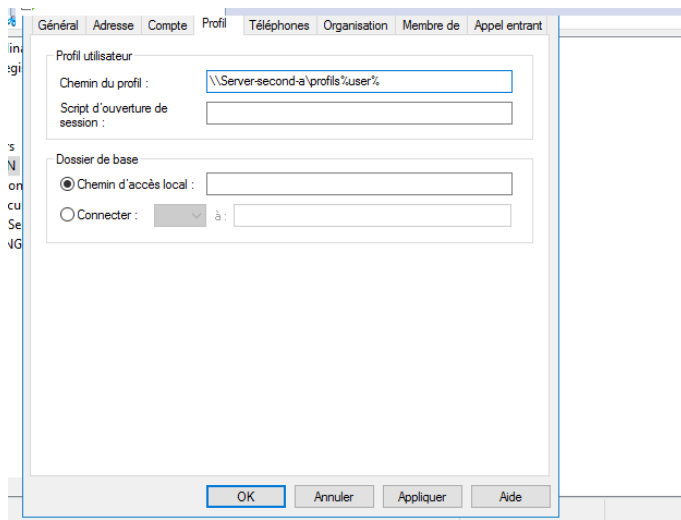 Général Adresse Compte Profil Téléphones Organisation Membre de Appel entrant
Profil utilisateur
Chemin du profil :
\\Server-second-a\profils%user%
Script d'ouverture de
session :
Dossier de base
Chemin d'accès local :
Connecter :
à :
OK Annuler Appliquer Aide